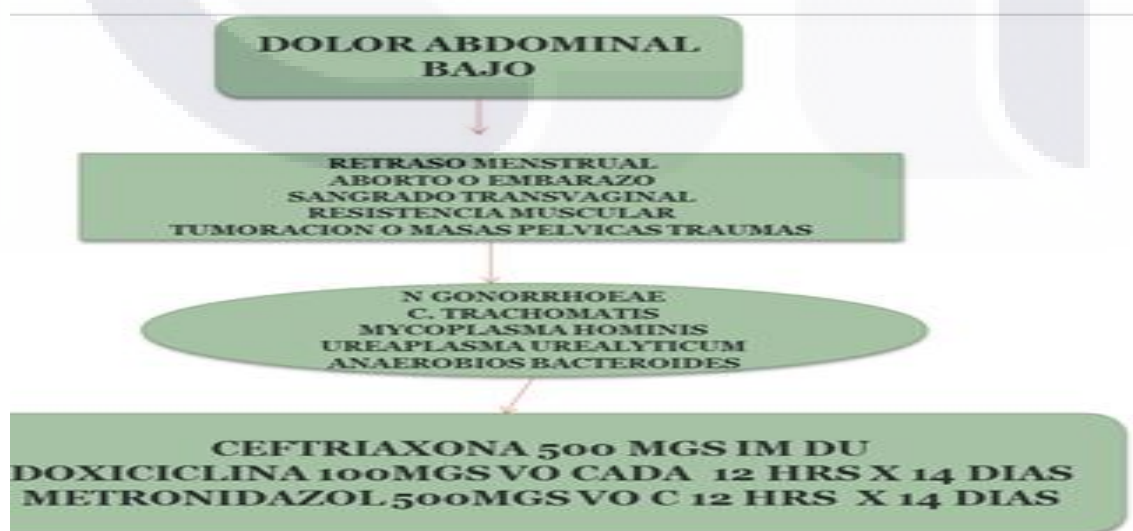 DOLOR ABDOMINAL
BAJO
RETRASO MENSTRUAL
ABORTO O EMBARAZO
SANGRADO TRANSVAGINAL
RESISTENCIA MUSCULAR
TUMORACION O MASAS PELVICAS TRAUMAS
N GONORRHOEAE
C. TRACHOMATIS
MYCOPLASMA HOMINIS
UREAPLASMA UREALYTICUM
ANAEROBIOS BACTEROIDES
CEFTRIAXONA 500 MGS IM DU
DOXICICLINA 100MGS VO CADA 12 HRS X 14 DIAS
METRONIDAZOL 500MGS VO C 12 HRS X 14 DIAS